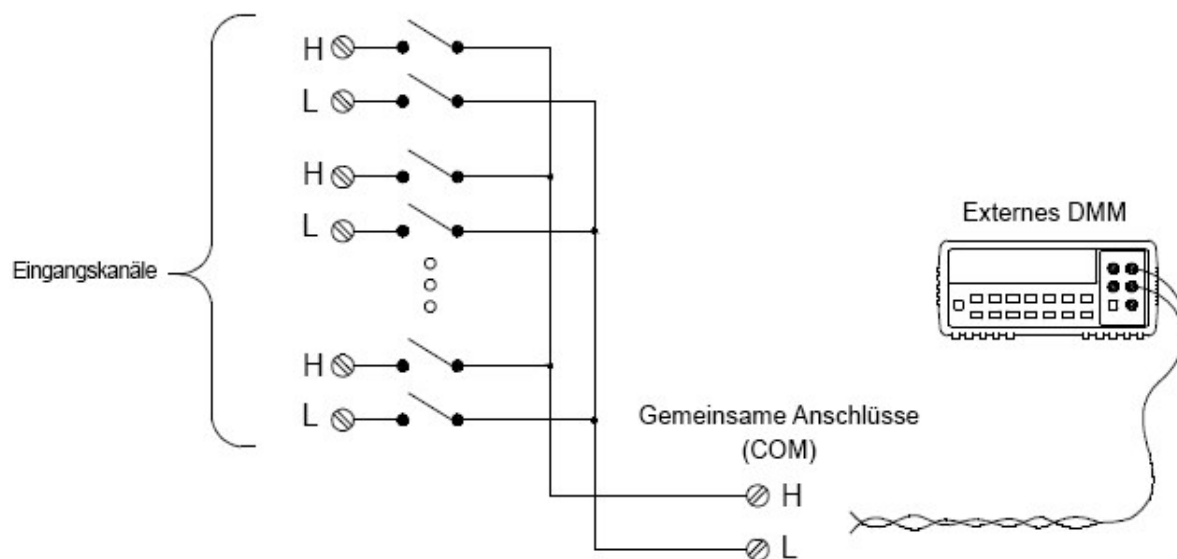 H
L
H
L
Eingangskanäle
H
L
Externes DMM
Gemeinsame Anschlüsse
(COM)
H
L